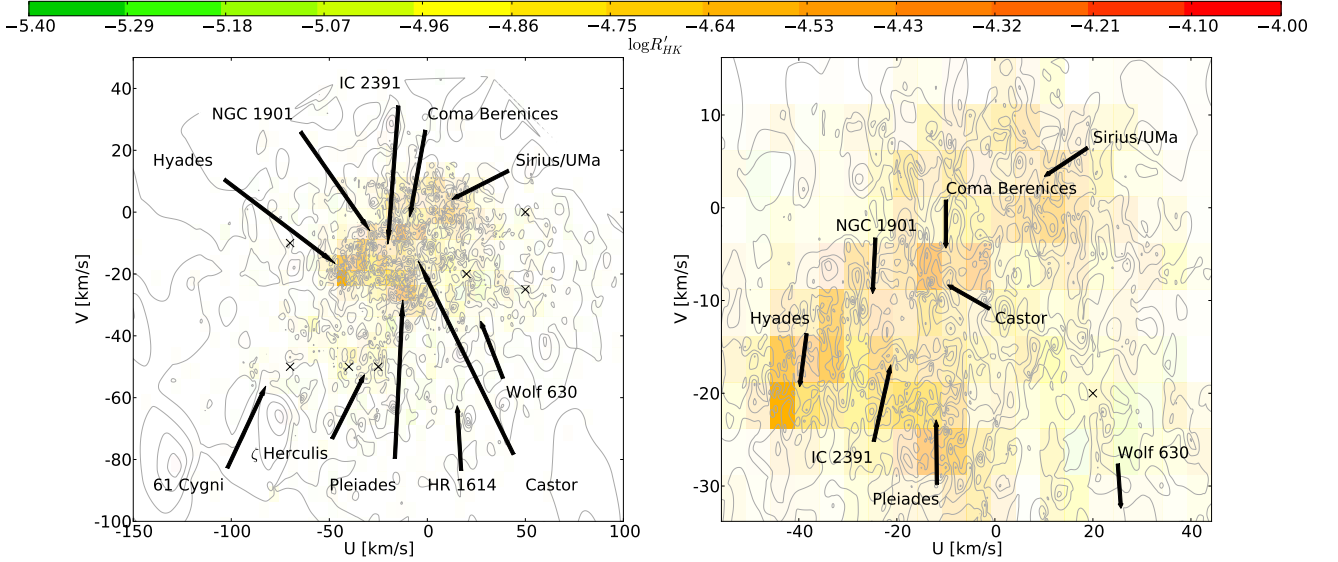 −5.40 −5.29 −5.18 −5.07 −4.96 −4.86 −4.75 −4.64 −4.53 −4.43 −4.32 −4.21 −4.10 −4.00
logR′HK
IC 2391
NGC 1901
Coma Berenices
Hyades
Sirius/UMa
Wolf 630
ζ Herculis
61 Cygni
Pleiades
HR 1614
Castor
40
20
0
-20
-40
-60
-80
-100
V [km/s]
-150 -100 -50 0 50 100
U [km/s]
Sirius/UMa
Coma Berenices
NGC 1901
Castor
Hyades
IC 2391
Wolf 630
Pleiades
10
0
-10
-20
-30
V [km/s]
-40 -20 0 20 40
U [km/s]